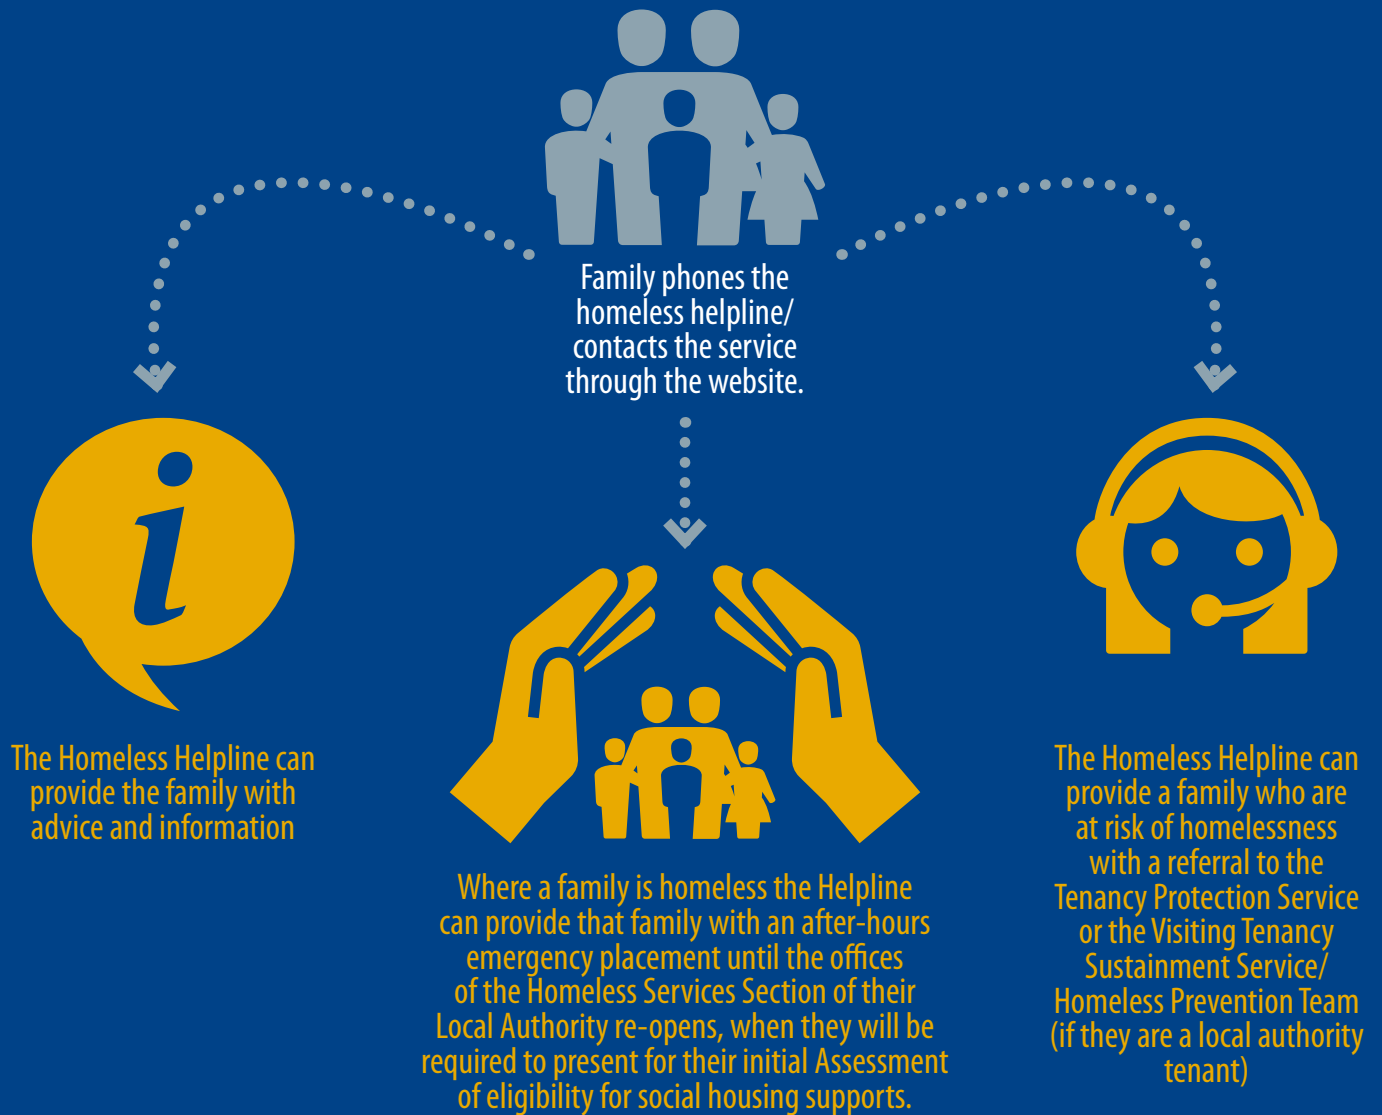 Family phones the
homeless helpline/
contacts the service
through the website.
The Homeless Helpline can
provide the family with
advice and information
Where a family is homeless the Helpline
can provide that family with an after-hours
emergency placement until the offices
of the Homeless Services Section of their
Local Authority re-opens, when they will be
required to present for their initial Assessment
of eligibility for social housing supports.
The Homeless Helpline can
provide a family who are
at risk of homelessness
with a referral to the
Tenancy Protection Service
or the Visiting Tenancy
Sustainment Service/
Homeless Prevention Team
(if they are a local authority
tenant)